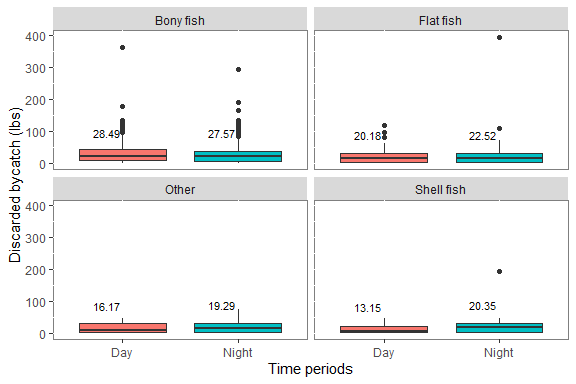 Bony fish
Flat fish
400
300
200
100
0
28.49
27.57
20.18
22.52
Other
Shell fish
400
300
200
100
0
16.17
19.29
13.15
20.35
Day
Night
Day
Night
Time periods
Discarded bycatch (lbs)